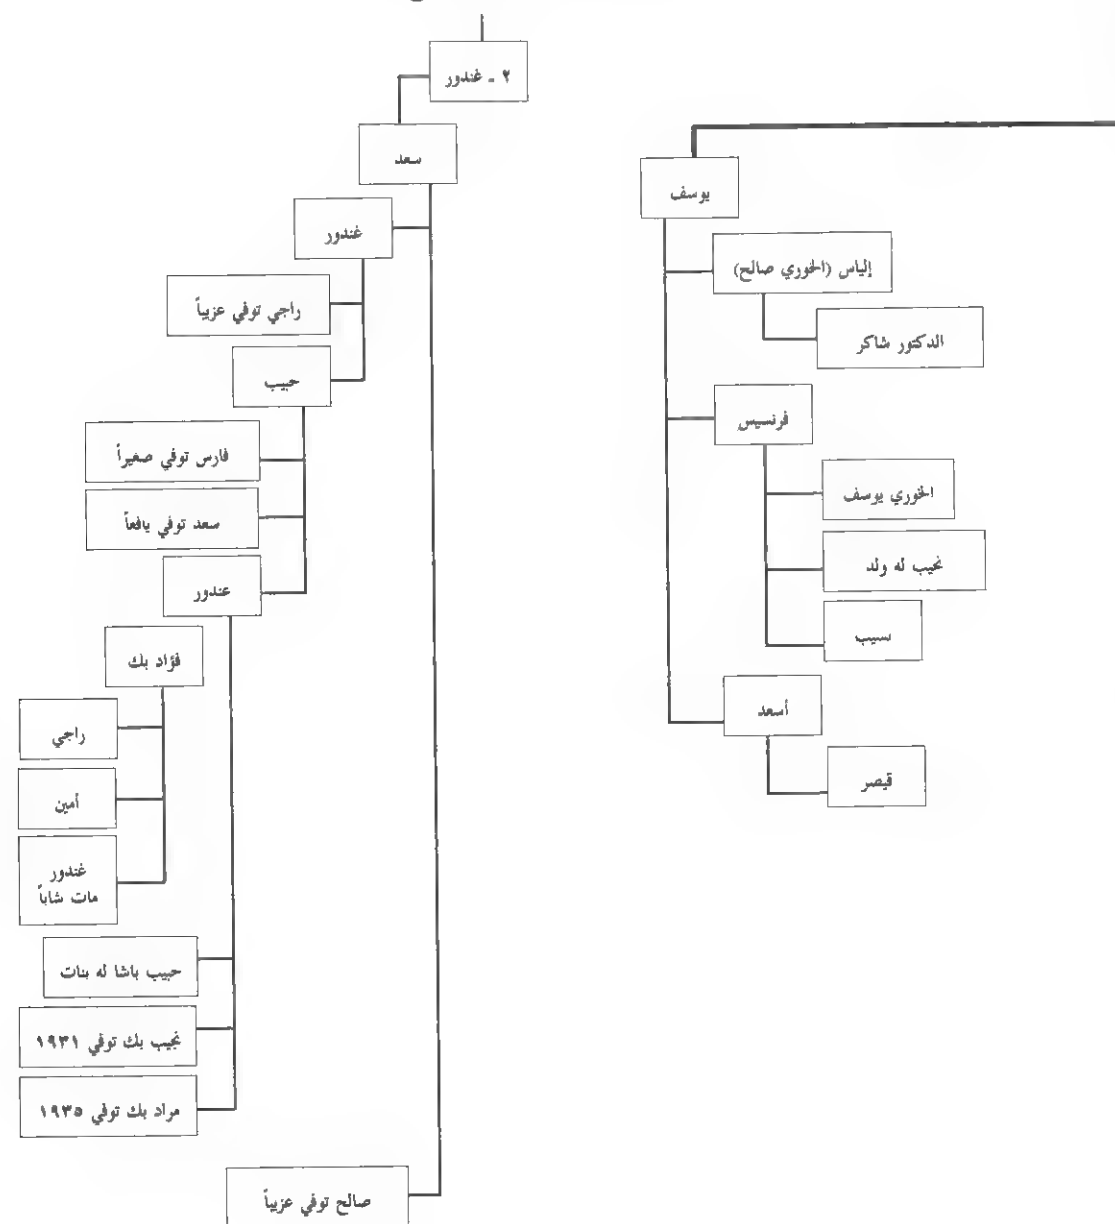 ٢ ـ غندور
سعد
غندور
راجي توفي عزيباً
حبيب
فارس توفي صغيراً
سعد توفي يافعاً
عندور
فؤاد بك
راجي
أمين
غندور
مات شاباً
حبيب باشا له بنات
نجيب بك توفي ١٩٣١
مراد بك توفي ١٩٣٥
صالح توفي عزيباً
يوسف
إلياس (الخوري صالح)
الدكتور شاكر
فرنسيس
الخوري يوسف
نجيب له ولد
نسيب
أسعد
قيصر